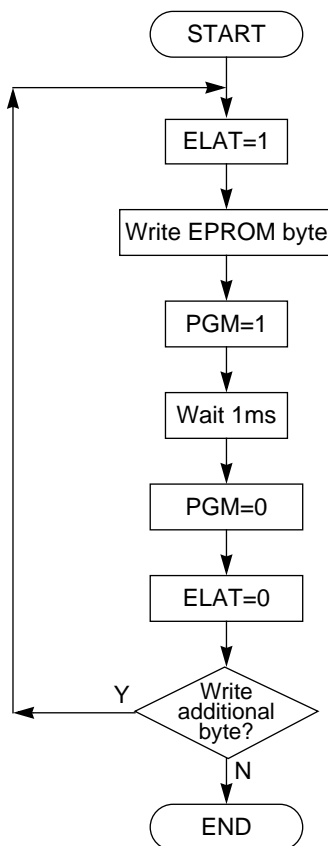 START
ELAT=1
Write EPROM byte
PGM=1
Wait 1ms
PGM=0
ELAT=0
Write
additional
byte?
Y
N
END